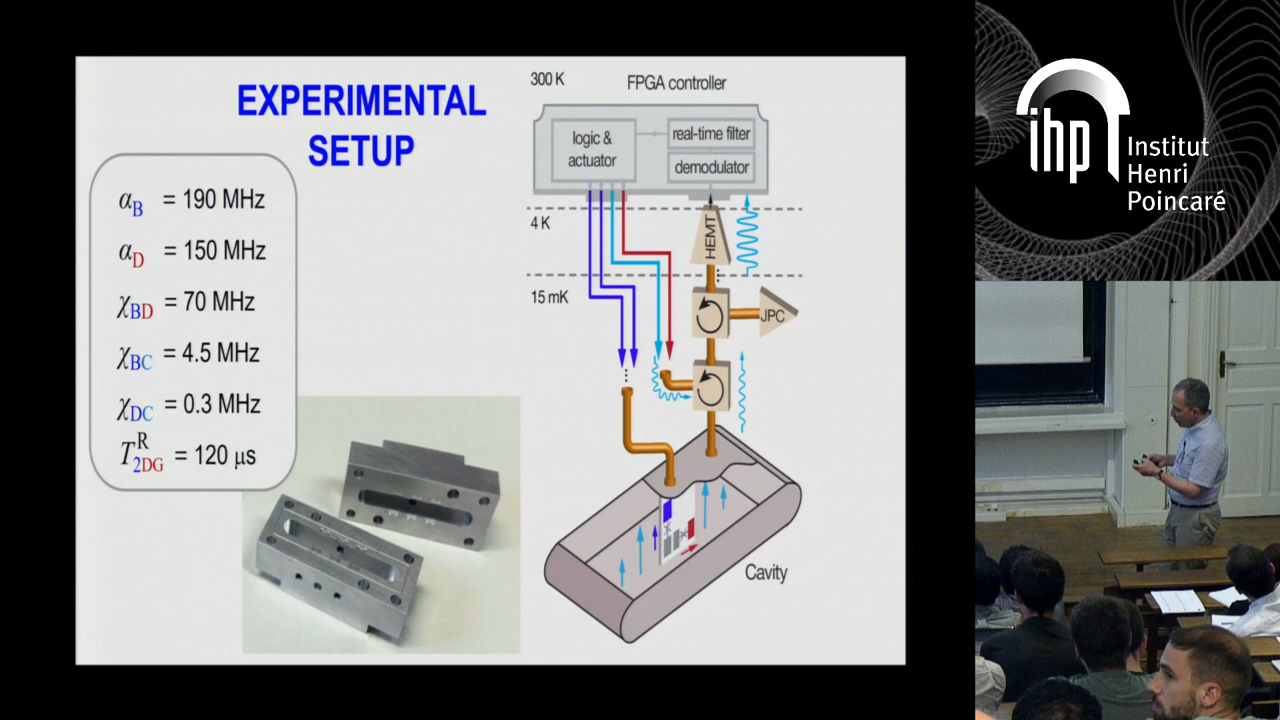 EXPERIMENTAL
SETUP
αB = 190 MHz
αD = 150 MHz
χBD = 70 MHz
χBC = 4.5 MHz
χDC = 0.3 MHz
T2DG^R = 120 μs
300 K
FPGA controller
logic &
actuator
real-time filter
demodulator
4 K
HEMT
15 mK
JPC
Cavity
ihp
Institut
Henri
Poincaré